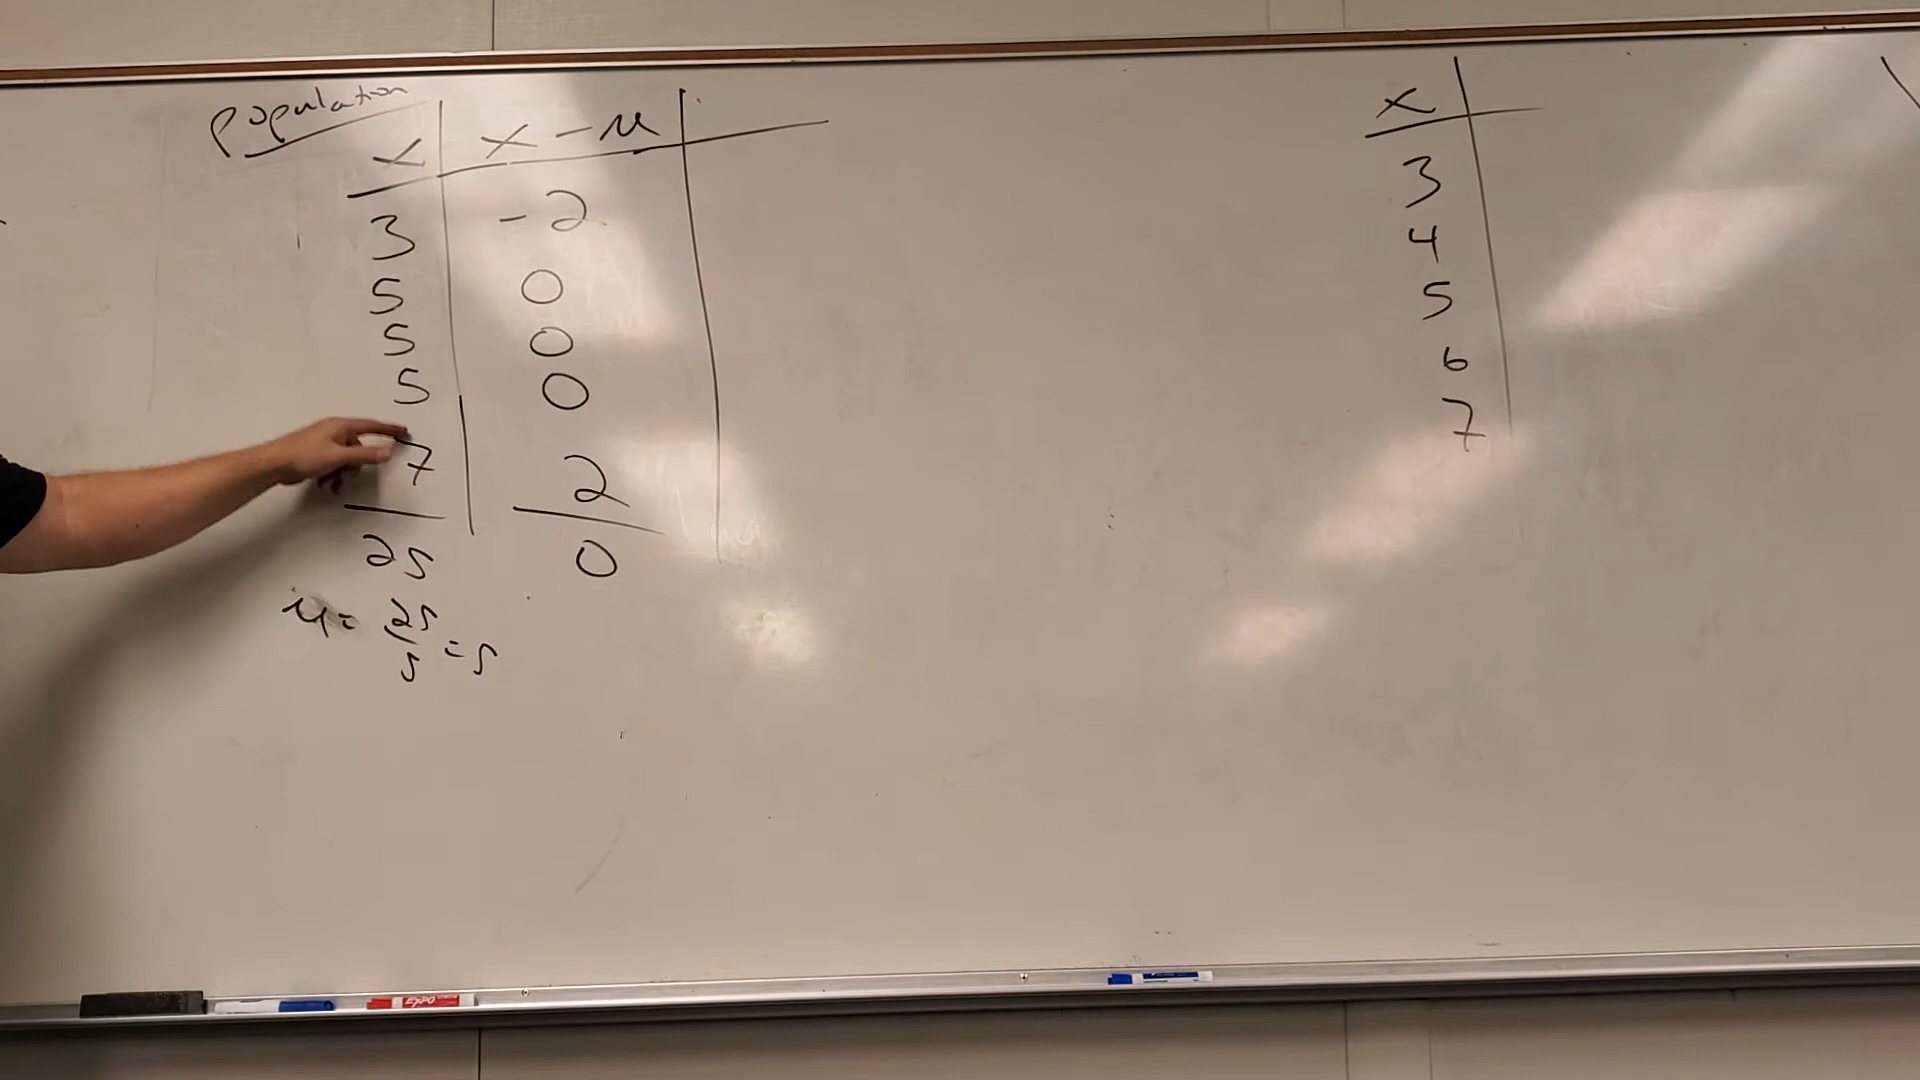 population
x | x - μ
3 | -2
5 | 0
5 | 0
5 | 0
7 | 2
25 | 0
μ = 25/5 = 5
x
3
4
5
6
7
EXPO